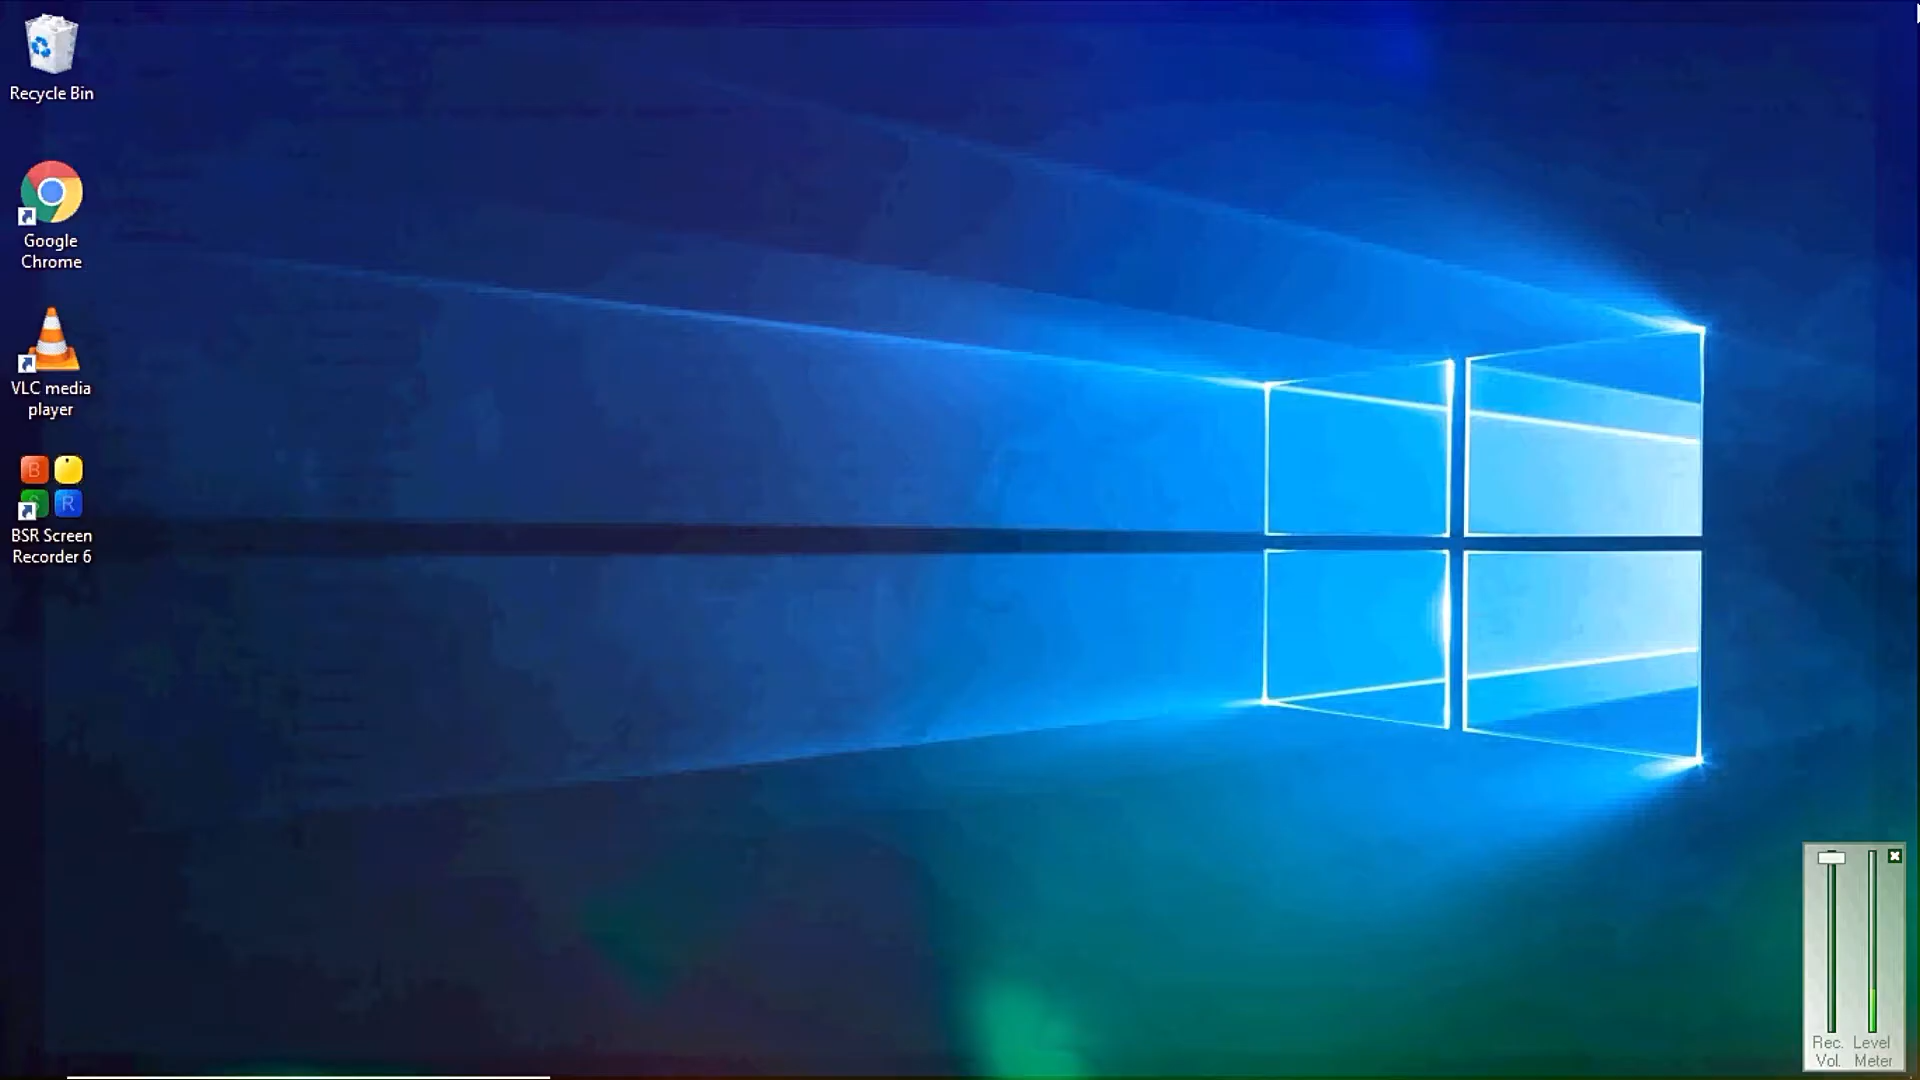 Recycle Bin
Google
Chrome
VLC media
player
B
R
BSR Screen
Recorder 6
Rec. Level
Vol. Meter